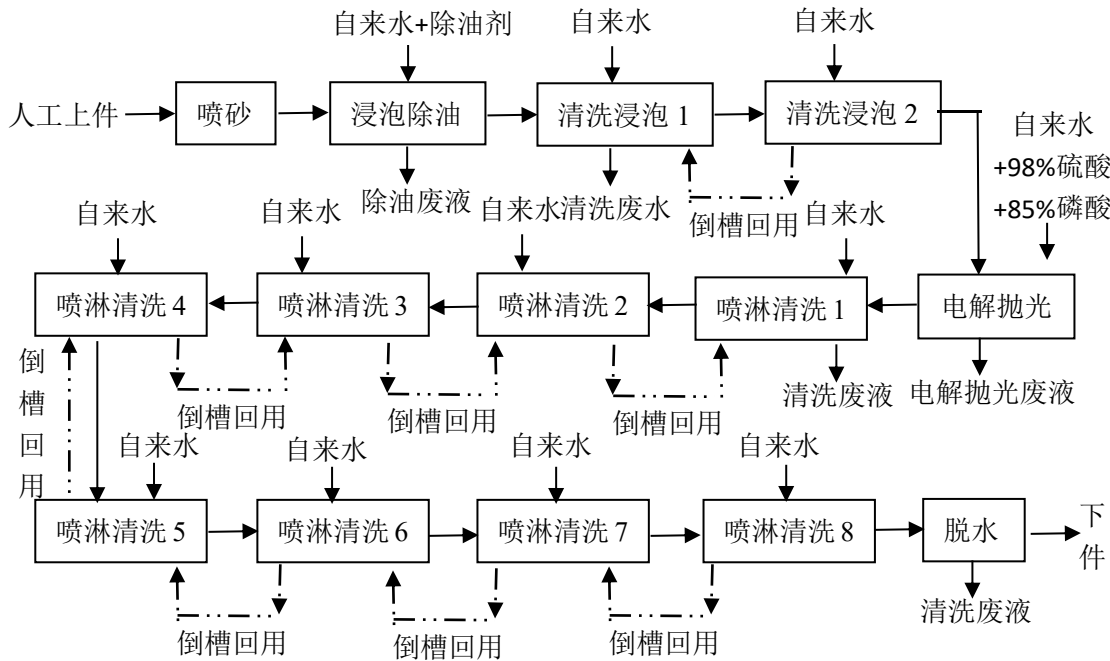 自来水+除油剂
自来水
自来水
人工上件
喷砂
浸泡除油
清洗浸泡 1
清洗浸泡 2
自来水
+98%硫酸
+85%磷酸
除油废液
清洗废水
倒槽回用
自来水
自来水
自来水
自来水
喷淋清洗 4
喷淋清洗 3
喷淋清洗 2
喷淋清洗 1
电解抛光
倒槽回用
倒槽回用
倒槽回用
清洗废液
电解抛光废液
倒
槽
回
用
自来水
自来水
自来水
自来水
喷淋清洗 5
喷淋清洗 6
喷淋清洗 7
喷淋清洗 8
脱水
下
件
倒槽回用
倒槽回用
倒槽回用
清洗废液